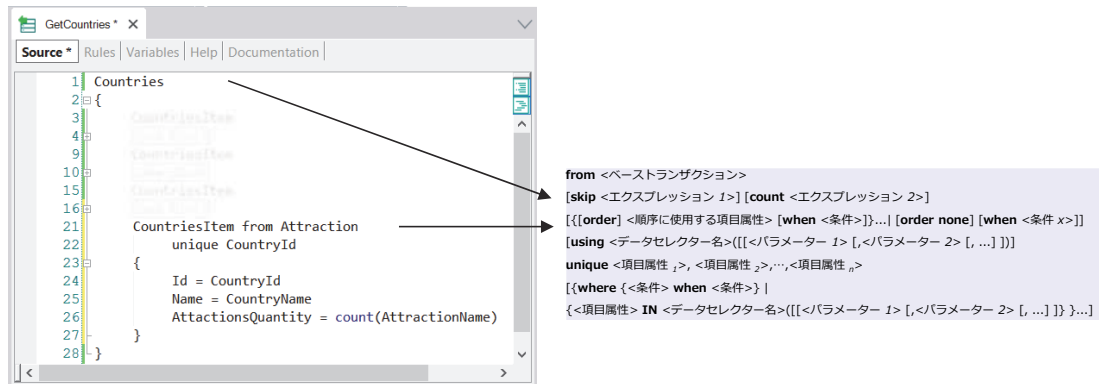 GetCountries *
Source * Rules Variables Help Documentation
1 Countries
2 {
3
4
9
10
15
16
21 CountriesItem from Attraction
22 unique CountryId
23 {
24 Id = CountryId
25 Name = CountryName
26 AttactionsQuantity = count(AttractionName)
27 }
28 }
from <ベーストランザクション>
[skip <エクスプレッション 1>] [count <エクスプレッション 2>]
[{[order] <順序に使用する項目属性> [when <条件>]}...| [order none] [when <条件 x>]]
[using <データセレクター名>([[<パラメーター 1> [,<パラメーター 2> [, ...] ])]
unique <項目属性 1>, <項目属性 2>,…,<項目属性 n>
[{where {<条件> when <条件>} |
{<項目属性> IN <データセレクター名>([[<パラメーター 1> [,<パラメーター 2> [, ...] ]} }...]